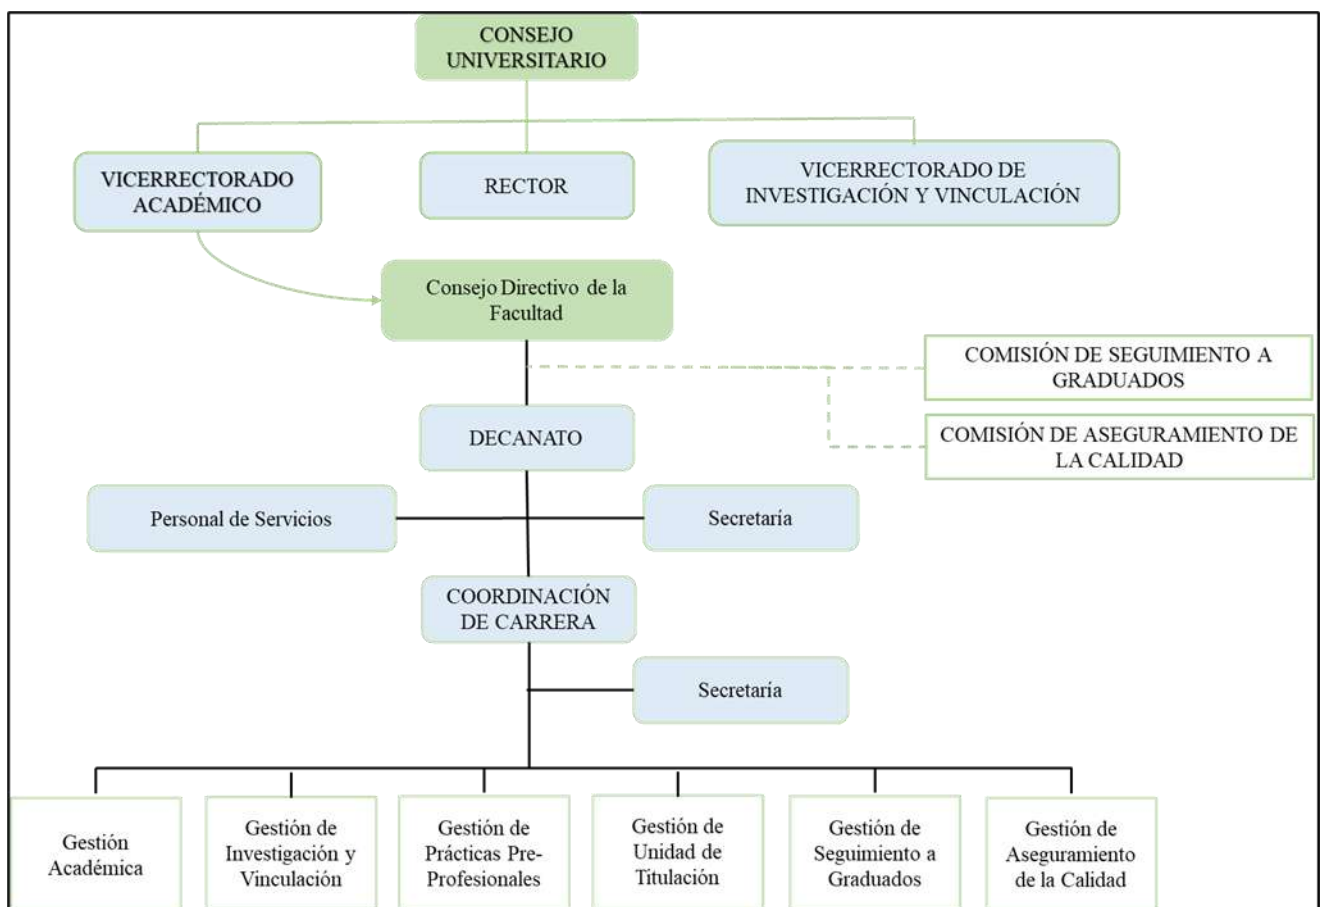 CONSEJO
UNIVERSITARIO
VICERRECTORADO
ACADÉMICO
RECTOR
VICERRECTORADO DE
INVESTIGACIÓN Y VINCULACIÓN
Consejo Directivo de la
Facultad
COMISIÓN DE SEGUIMIENTO A
GRADUADOS
COMISIÓN DE ASEGURAMIENTO DE
LA CALIDAD
DECANATO
Personal de Servicios
Secretaría
COORDINACIÓN
DE CARRERA
Secretaría
Gestión
Académica
Gestión de
Investigación y
Vinculación
Gestión de
Prácticas Pre-
Profesionales
Gestión de
Unidad de
Titulación
Gestión de
Seguimiento a
Graduados
Gestión de
Aseguramiento
de la Calidad